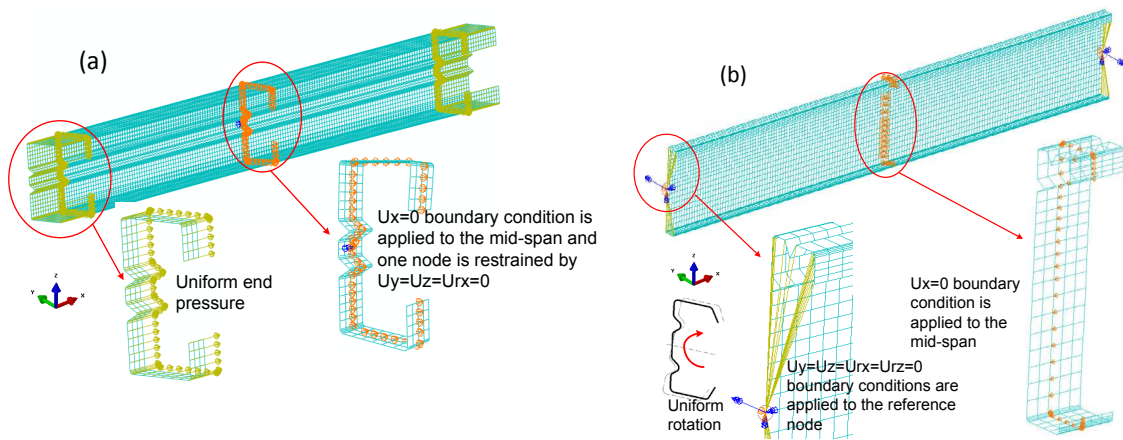 (a)
Uniform end
pressure
Ux=0 boundary condition is
applied to the mid-span and
one node is restrained by
Uy=Uz=Urx=0
Z
Y
X
(b)
Ux=0 boundary
condition is
applied to the
mid-span
Z
Y
X
Uniform
rotation
Uy=Uz=Urx=Urz=0
boundary conditions are
applied to the reference
node